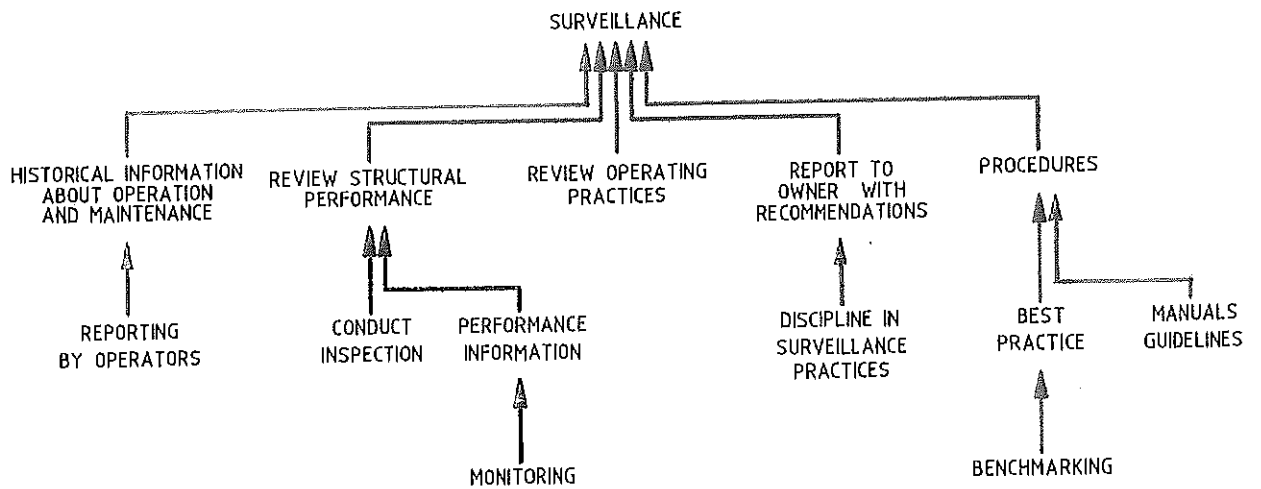 SURVEILLANCE
HISTORICAL INFORMATION
ABOUT OPERATION
AND MAINTENANCE
REVIEW STRUCTURAL
PERFORMANCE
REVIEW OPERATING
PRACTICES
REPORT TO
OWNER WITH
RECOMMENDATIONS
PROCEDURES
REPORTING
BY OPERATORS
CONDUCT
INSPECTION
PERFORMANCE
INFORMATION
DISCIPLINE IN
SURVEILLANCE
PRACTICES
BEST
PRACTICE
MANUALS
GUIDELINES
MONITORING
BENCHMARKING